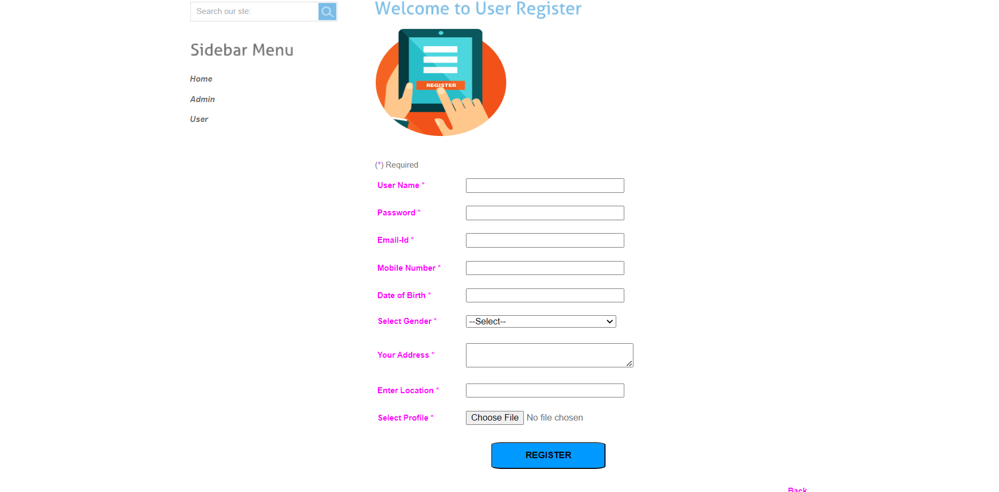 Search our ste:
Welcome to User Register
Sidebar Menu
Home
Admin
User
REGISTER
(*) Required
User Name *
Password *
Email-Id *
Mobile Number *
Date of Birth *
Select Gender *
--Select--
Your Address *
Enter Location *
Select Profile *
Choose File No file chosen
REGISTER
Back